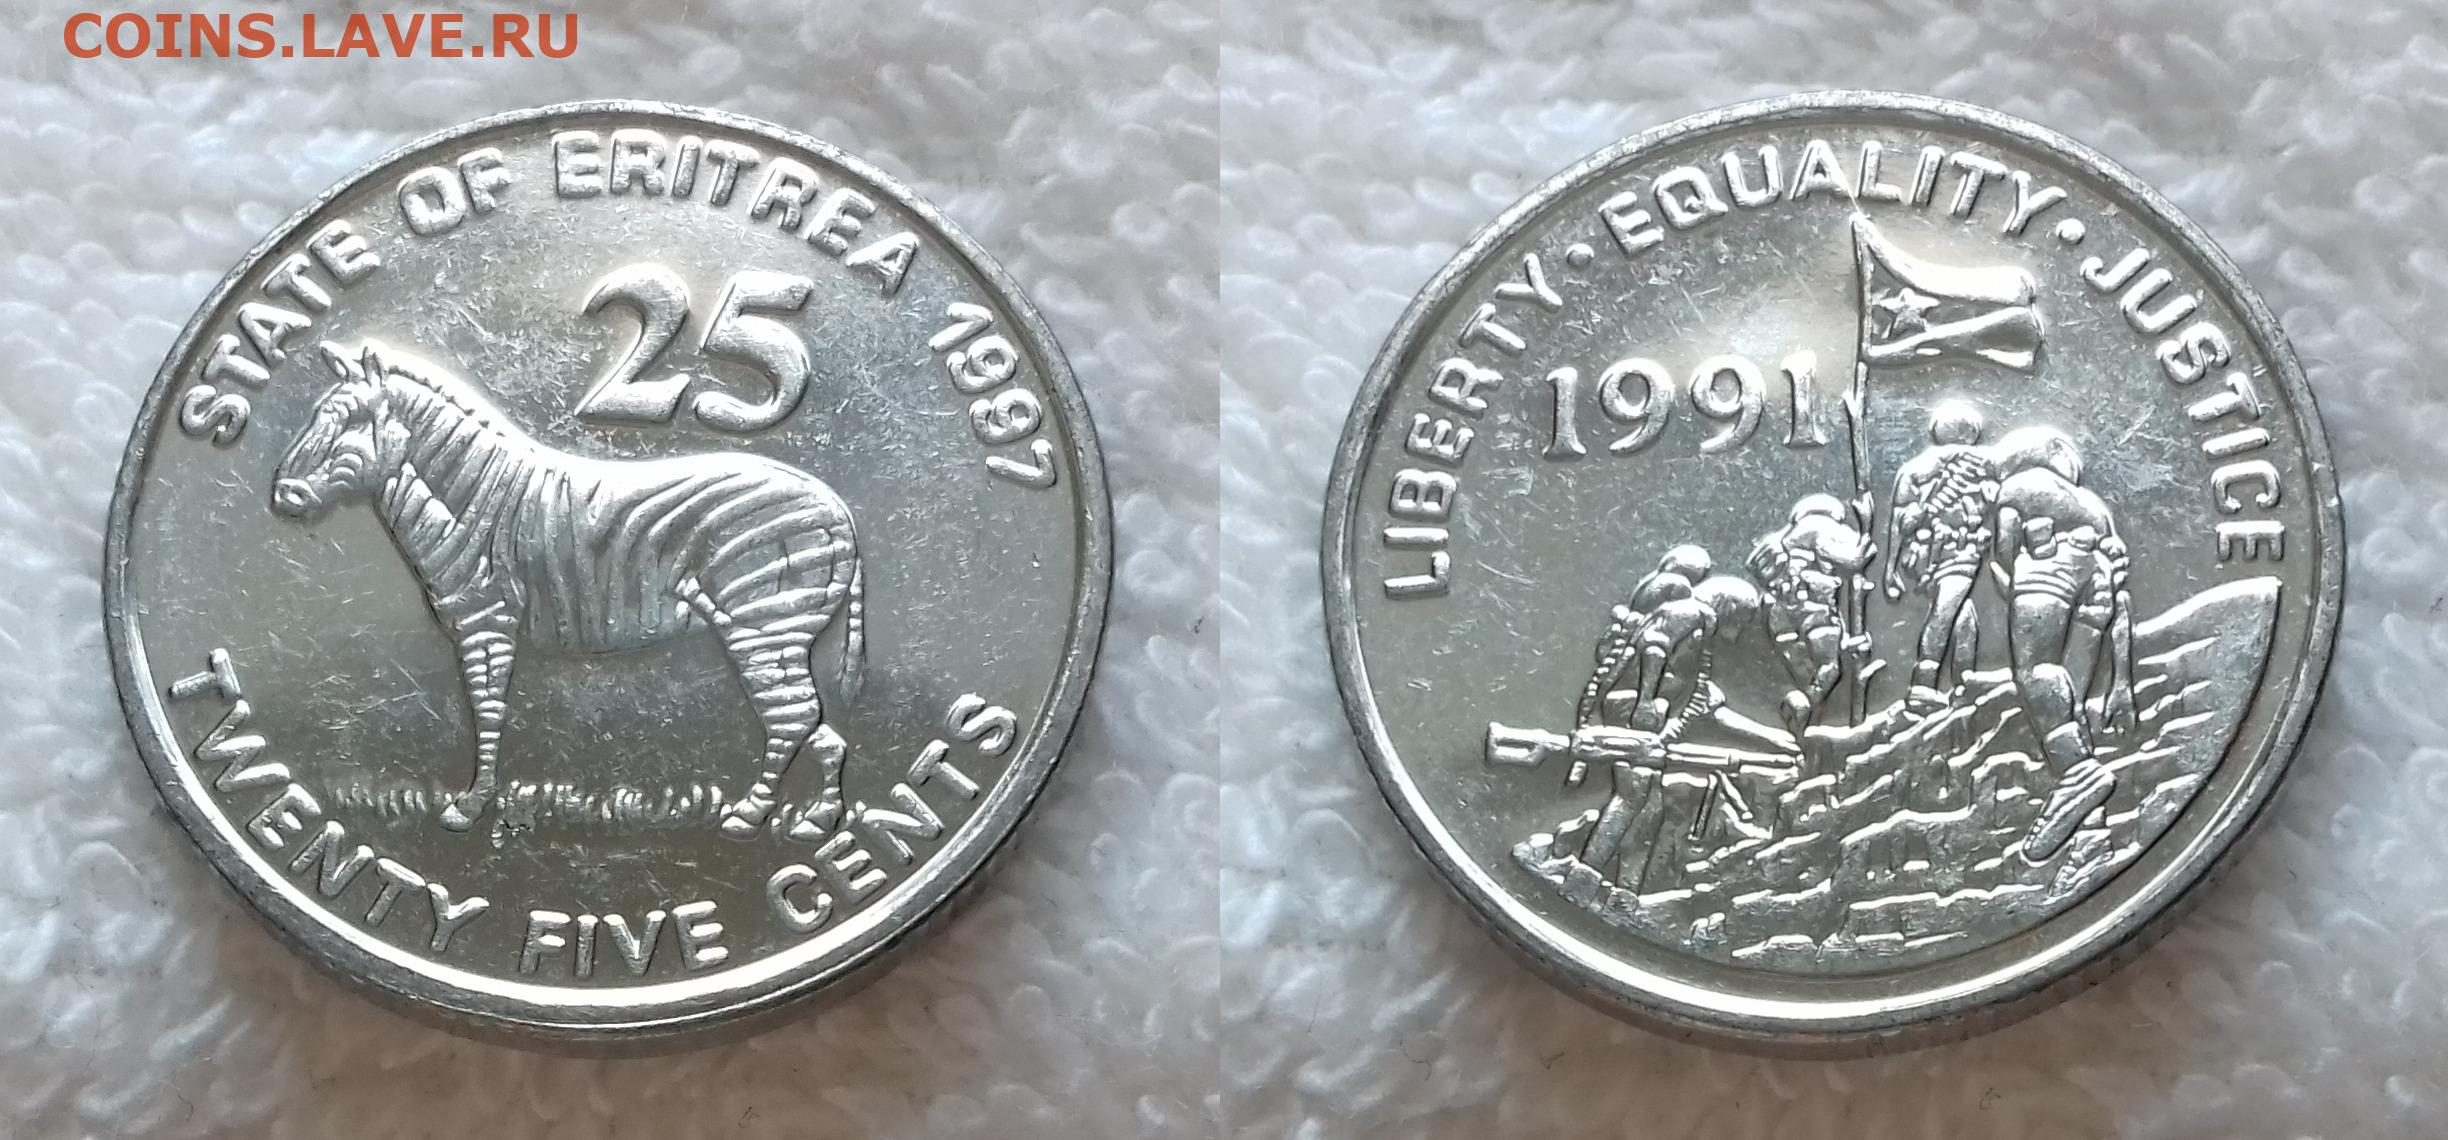 COINS.LAVE.RU
STATE OF ERITREA 1997
25
TWENTY FIVE CENTS
LIBERTY · EQUALITY · JUSTICE
1991